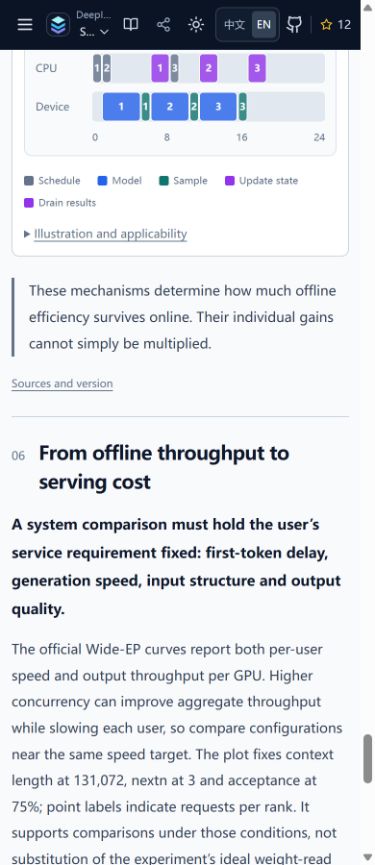 Deepl...
S...
中文
EN
12
CPU
1
2
1
3
2
3
Device
1
1
2
2
3
3
0
8
16
24
Schedule
Model
Sample
Update state
Drain results
Illustration and applicability
These mechanisms determine how much offline
efficiency survives online. Their individual gains
cannot simply be multiplied.
Sources and version
06
From offline throughput to
serving cost
A system comparison must hold the user's
service requirement fixed: first-token delay,
generation speed, input structure and output
quality.
The official Wide-EP curves report both per-user
speed and output throughput per GPU. Higher
concurrency can improve aggregate throughput
while slowing each user, so compare configurations
near the same speed target. The plot fixes context
length at 131,072, nextn at 3 and acceptance at
75%; point labels indicate requests per rank. It
supports comparisons under those conditions, not
substitution of the experiment's ideal weight-read